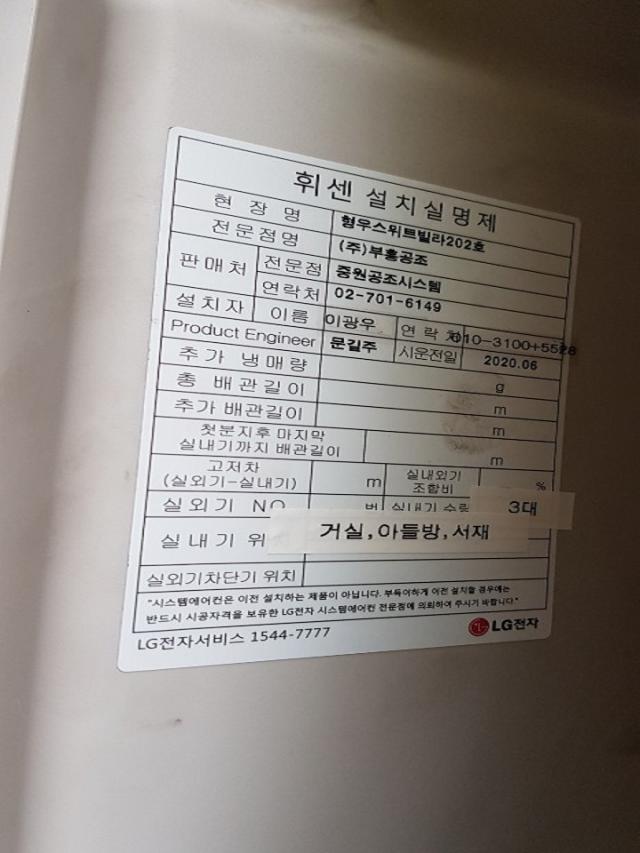 휘센 설치실명제
현장명 형우스위트빌라202호
전문점명 (주)부흥공조
판매처 전문점 중원공조시스템
연락처 02-701-6149
설치자 이름 이광우 연락처 010-3100+5528
Product Engineer 문길주 시운전일 2020.06
추가 냉매량 g
총 배관길이 m
추가 배관길이 m
첫분지후 마지막
실내기까지 배관길이 m
고저차
(실외기-실내기) m 실내외기
조합비 %
실외기 NO 번 실내기 수량 3대
실내기 위 거실,아들방,서재
실외기차단기 위치
"시스템에어컨은 이전 설치하는 제품이 아닙니다. 부득이하게 이전 설치할 경우에는
반드시 시공자격을 보유한 LG전자 시스템에어컨 전문점에 의뢰하여 주시기 바랍니다."
LG전자서비스 1544-7777
LG전자